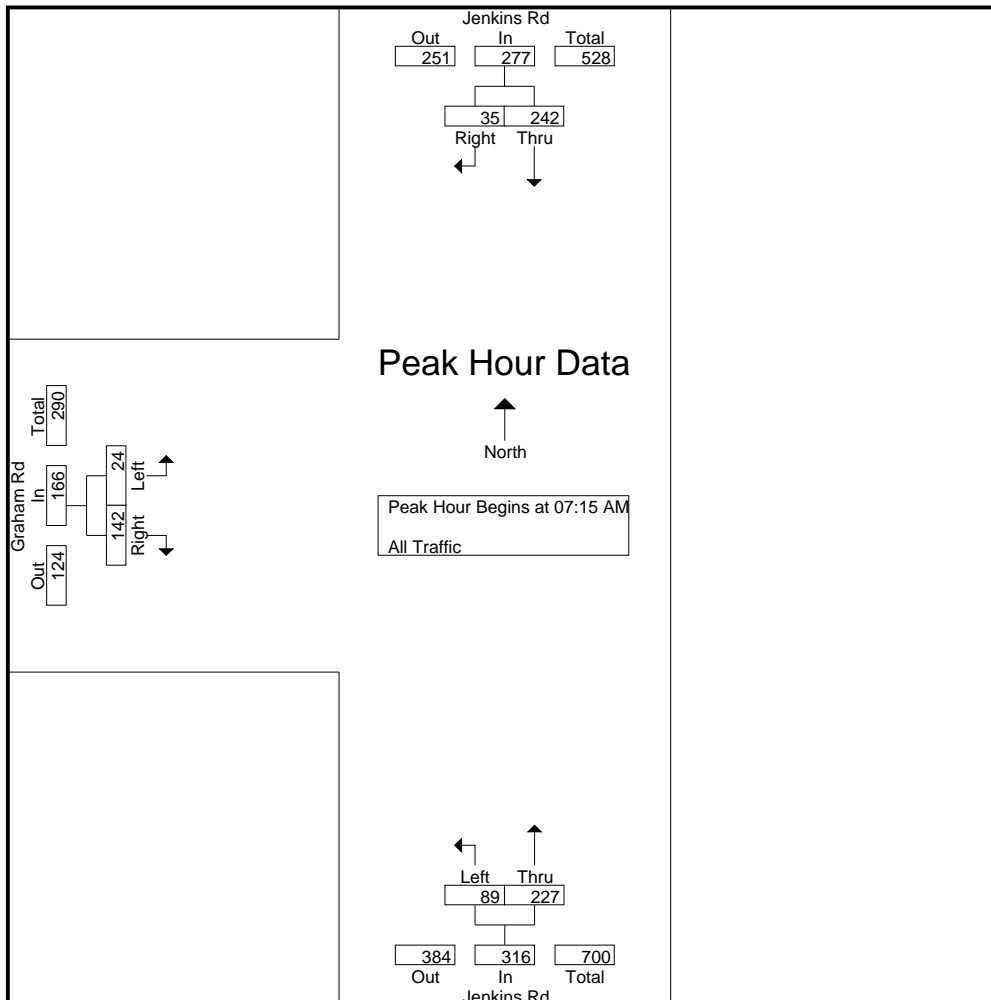 Jenkins Rd
Out In Total
251 277 528
35 242
Right Thru
Peak Hour Data
North
Peak Hour Begins at 07:15 AM
All Traffic
Graham Rd
Out In Total
124 166 290
Right Left
142 24
Left Thru
89 227
384 316 700
Out In Total
Jenkins Rd